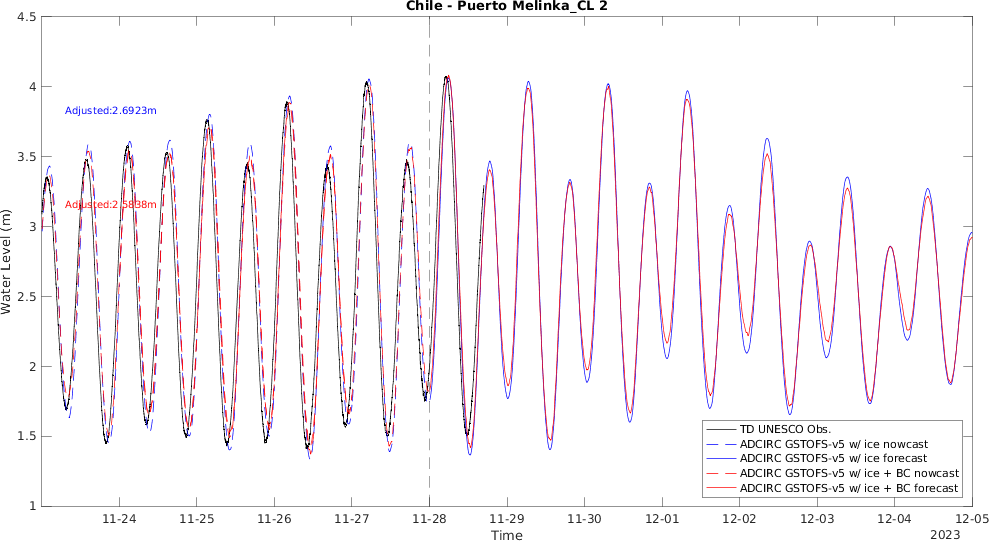 Chile - Puerto Melinka_CL 2
4.5
4
3.5
3
2.5
2
1.5
1
Water Level (m)
Adjusted:2.6923m
Adjusted:2.5838m
TD UNESCO Obs.
ADCIRC GSTOFS-v5 w/ ice nowcast
ADCIRC GSTOFS-v5 w/ ice forecast
ADCIRC GSTOFS-v5 w/ ice + BC nowcast
ADCIRC GSTOFS-v5 w/ ice + BC forecast
11-24 11-25 11-26 11-27 11-28 11-29 11-30 12-01 12-02 12-03 12-04 12-05
Time
2023